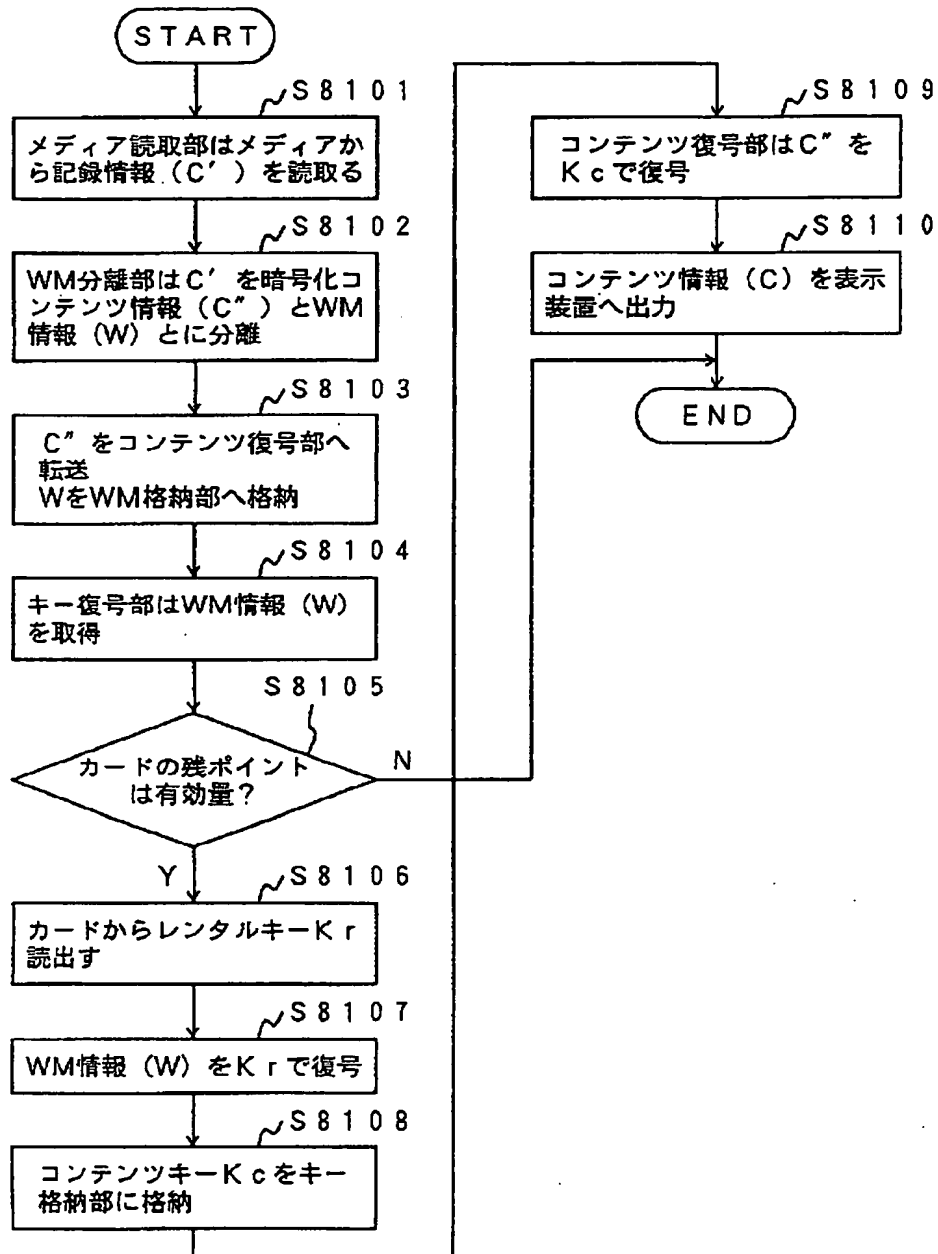 START
S8101
メディア読取部はメディアか
ら記録情報(C′)を読取る
S8102
WM分離部はC′を暗号化コ
ンテンツ情報(C″)とWM
情報(W)とに分離
S8103
C″をコンテンツ復号部へ
転送
WをWM格納部へ格納
S8104
キー復号部はWM情報(W)
を取得
S8105
カードの残ポイント
は有効量?
N
Y
S8106
カードからレンタルキーKr
読出す
S8107
WM情報(W)をKrで復号
S8108
コンテンツキーKcをキー
格納部に格納
S8109
コンテンツ復号部はC″を
Kcで復号
S8110
コンテンツ情報(C)を表示
装置へ出力
END